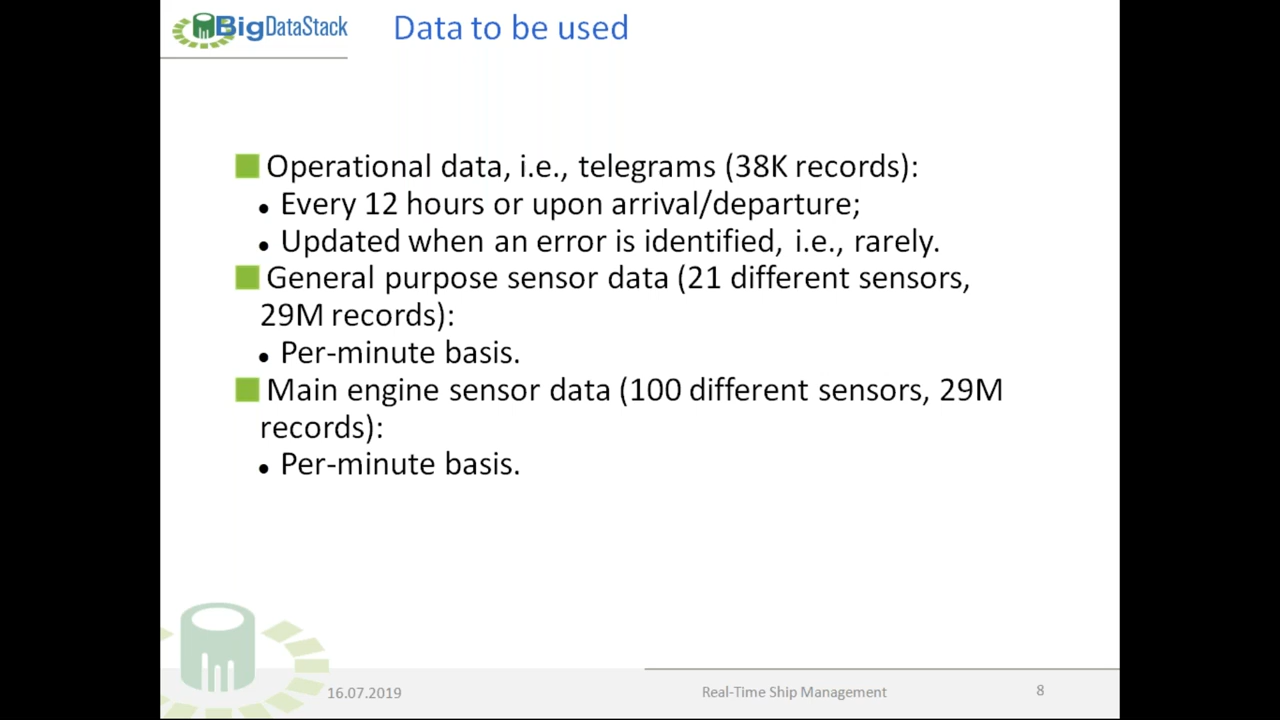 BigDataStack
Data to be used
Operational data, i.e., telegrams (38K records):
• Every 12 hours or upon arrival/departure;
• Updated when an error is identified, i.e., rarely.
General purpose sensor data (21 different sensors,
29M records):
• Per-minute basis.
Main engine sensor data (100 different sensors, 29M
records):
• Per-minute basis.
16.07.2019
Real-Time Ship Management
8